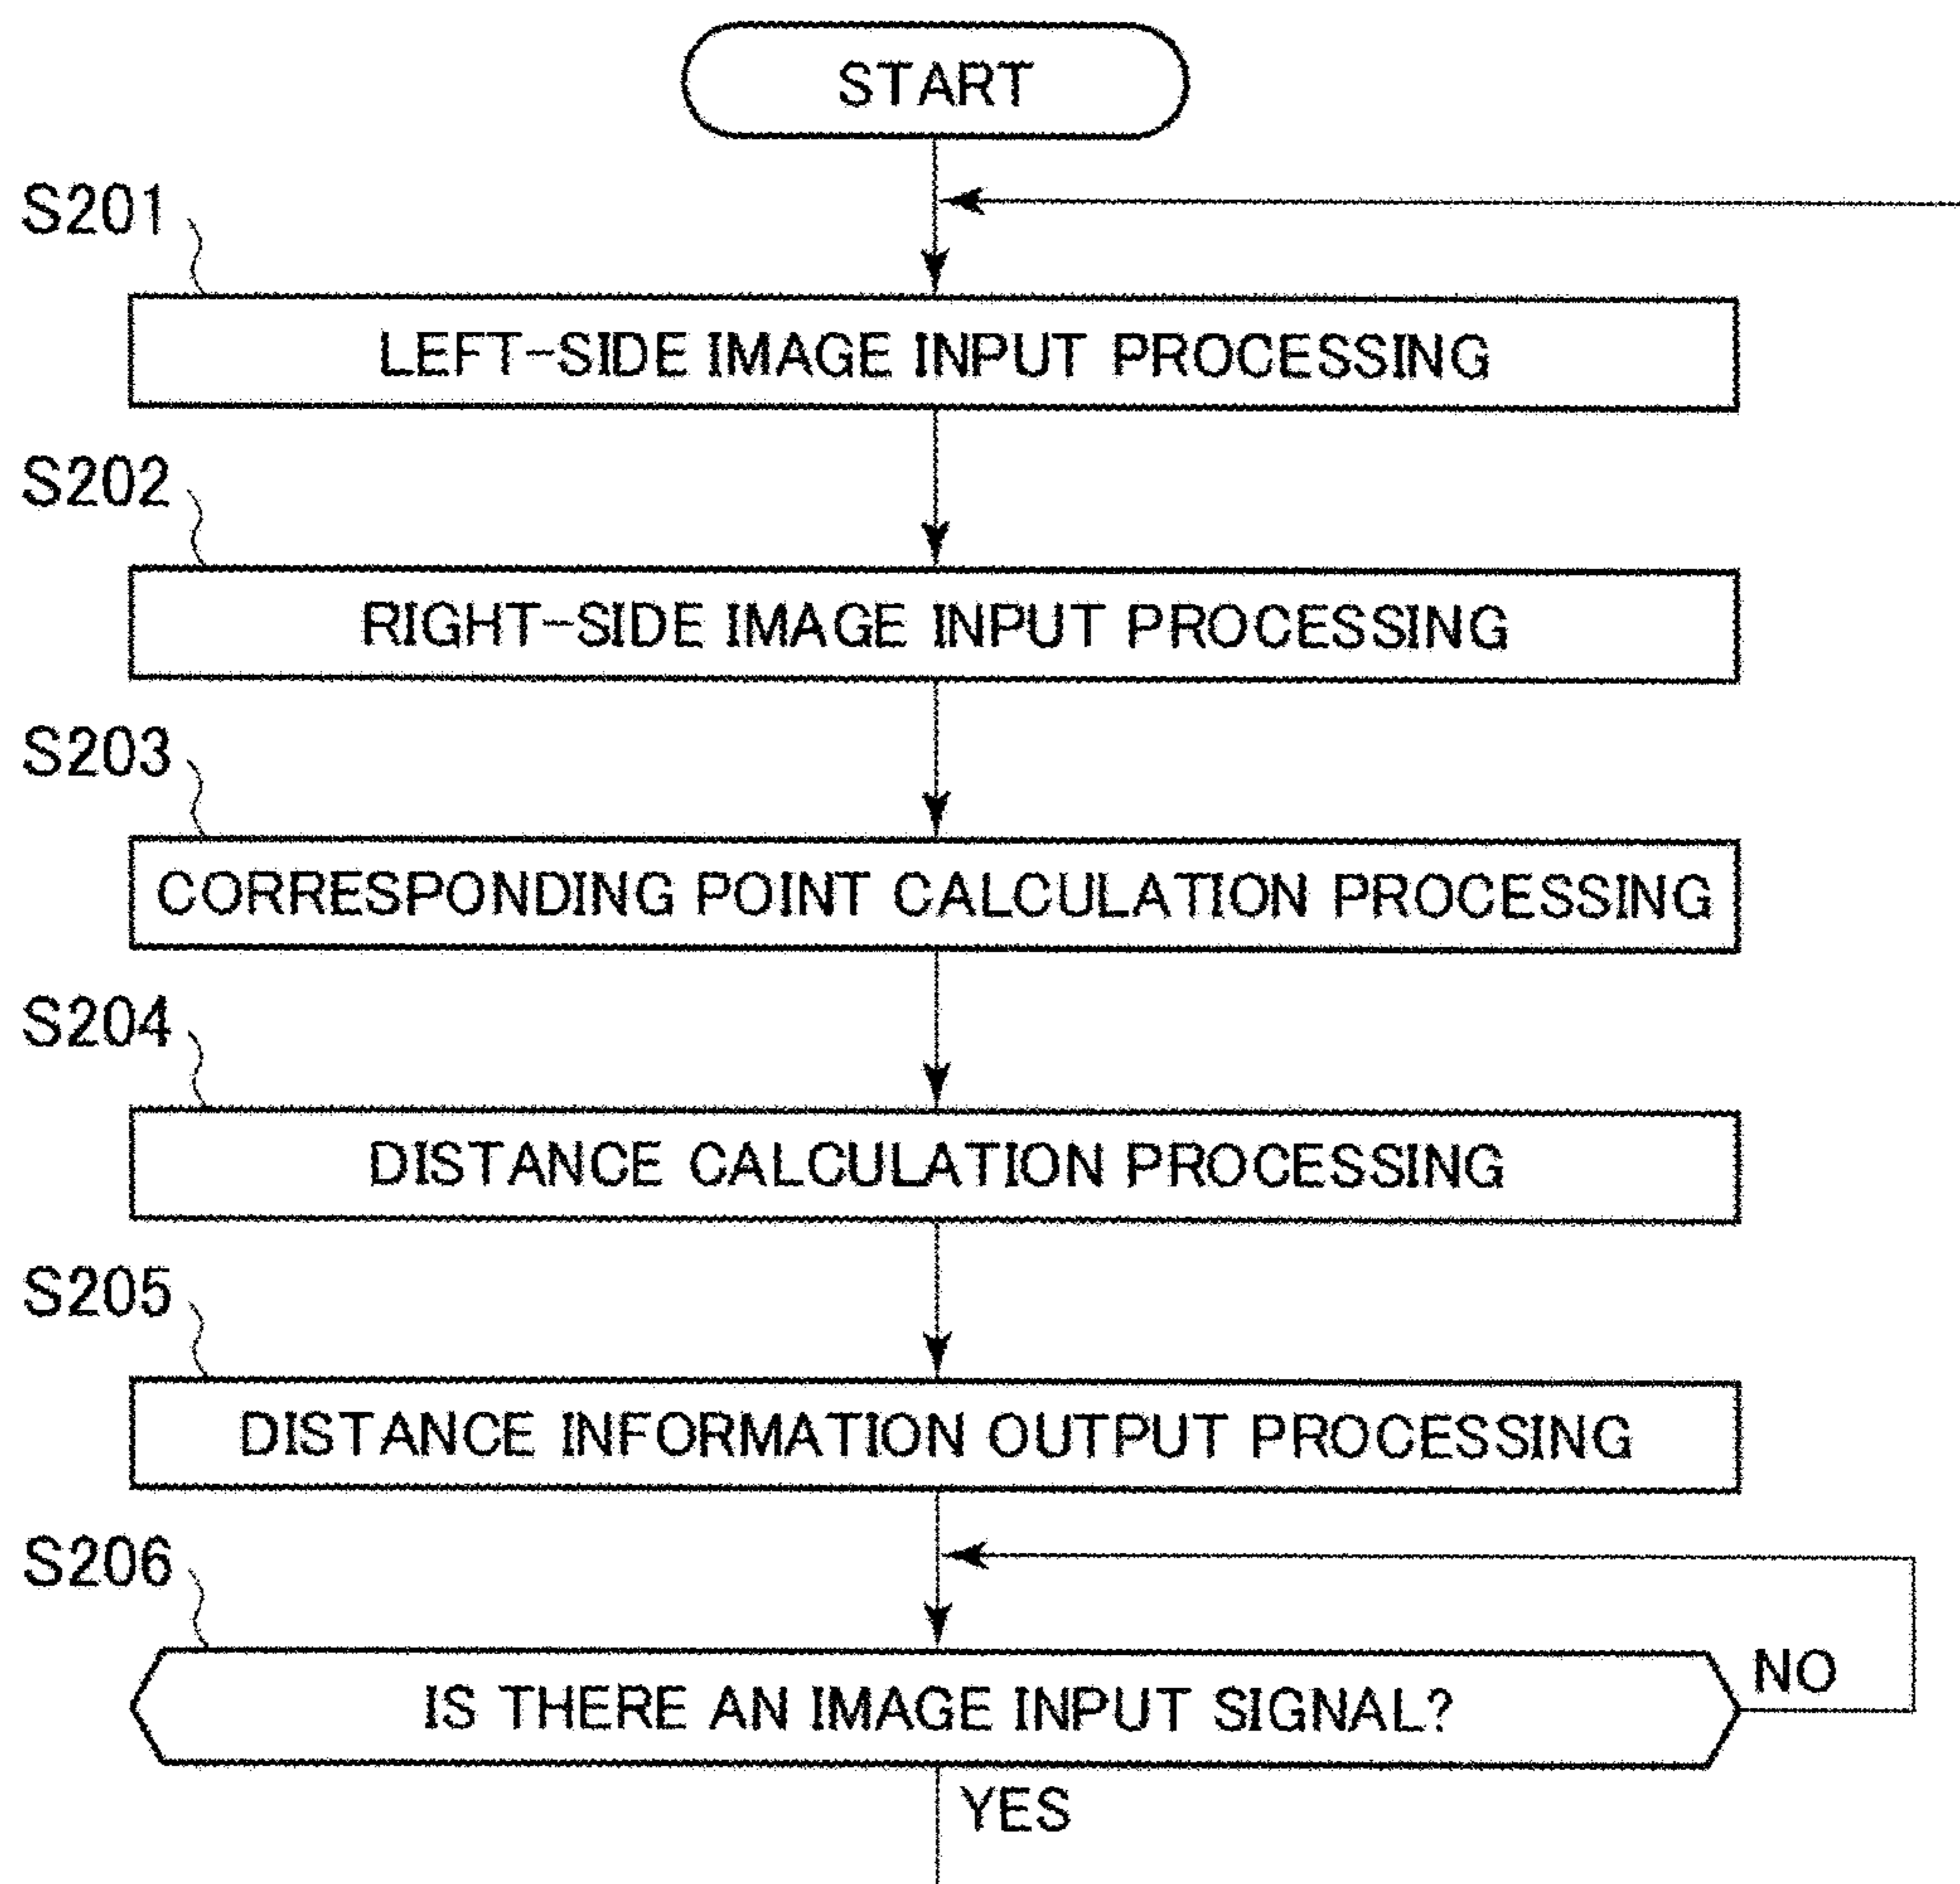 START
S201
LEFT-SIDE IMAGE INPUT PROCESSING
S202
RIGHT-SIDE IMAGE INPUT PROCESSING
S203
CORRESPONDING POINT CALCULATION PROCESSING
S204
DISTANCE CALCULATION PROCESSING
S205
DISTANCE INFORMATION OUTPUT PROCESSING
S206
IS THERE AN IMAGE INPUT SIGNAL?
NO
YES